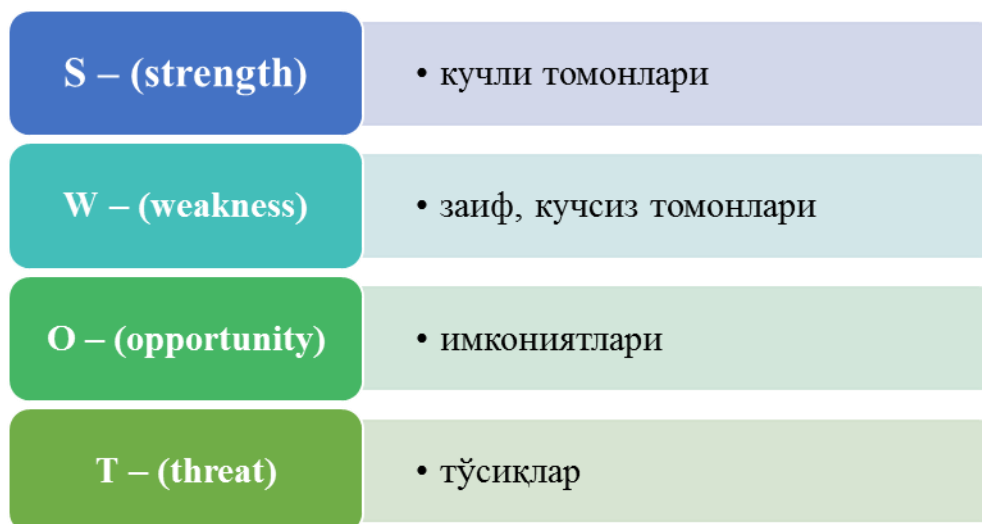 S – (strength)
• кучли томонлари
W – (weakness)
• заиф, кучсиз томонлари
O – (opportunity)
• имкониятлари
T – (threat)
• тўсиқлар